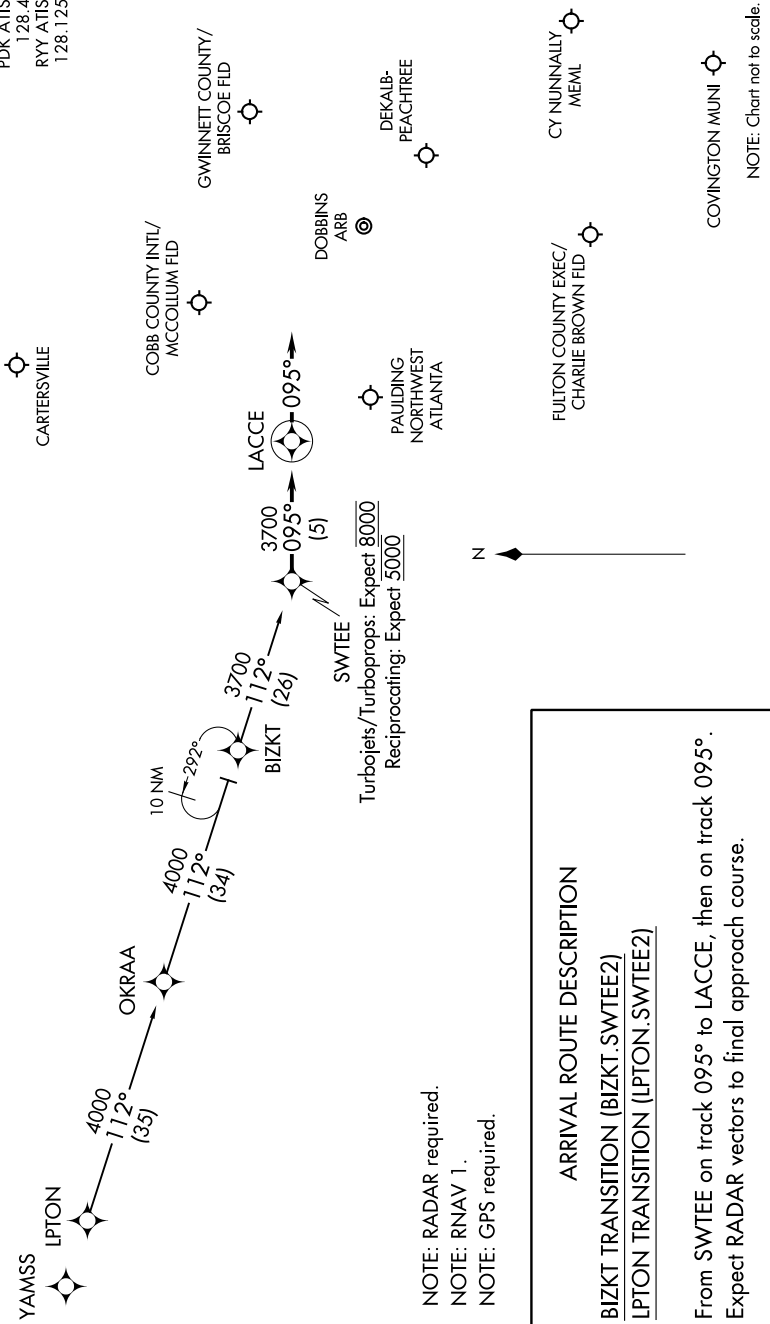 PDK ATIS
128.4
RYY ATIS
128.125
CARTERSVILLE
COBB COUNTY INTL/
MCCOLLUM FLD
GWINNETT COUNTY/
BRISCOE FLD
DOBBINS
ARB
DEKALB-
PEACHTREE
PAULDING
NORTHWEST
ATLANTA
FULTON COUNTY EXEC/
CHARLIE BROWN FLD
CY NUNNALLY
MEML
COVINGTON MUNI
NOTE: Chart not to scale.
YAMSS
LPTON
4000
112°
(35)
OKRAA
4000
112°
(34)
10 NM
292°
BIZKT
3700
112°
(26)
SWTEE
Turbojets/Turboprops: Expect 8000
Reciprocating: Expect 5000
3700
095°
(5)
LACCE
095°
N
NOTE: RADAR required.
NOTE: RNAV 1.
NOTE: GPS required.
ARRIVAL ROUTE DESCRIPTION
BIZKT TRANSITION (BIZKT.SWTEE2)
LPTON TRANSITION (LPTON.SWTEE2)
From SWTEE on track 095° to LACCE, then on track 095°.
Expect RADAR vectors to final approach course.